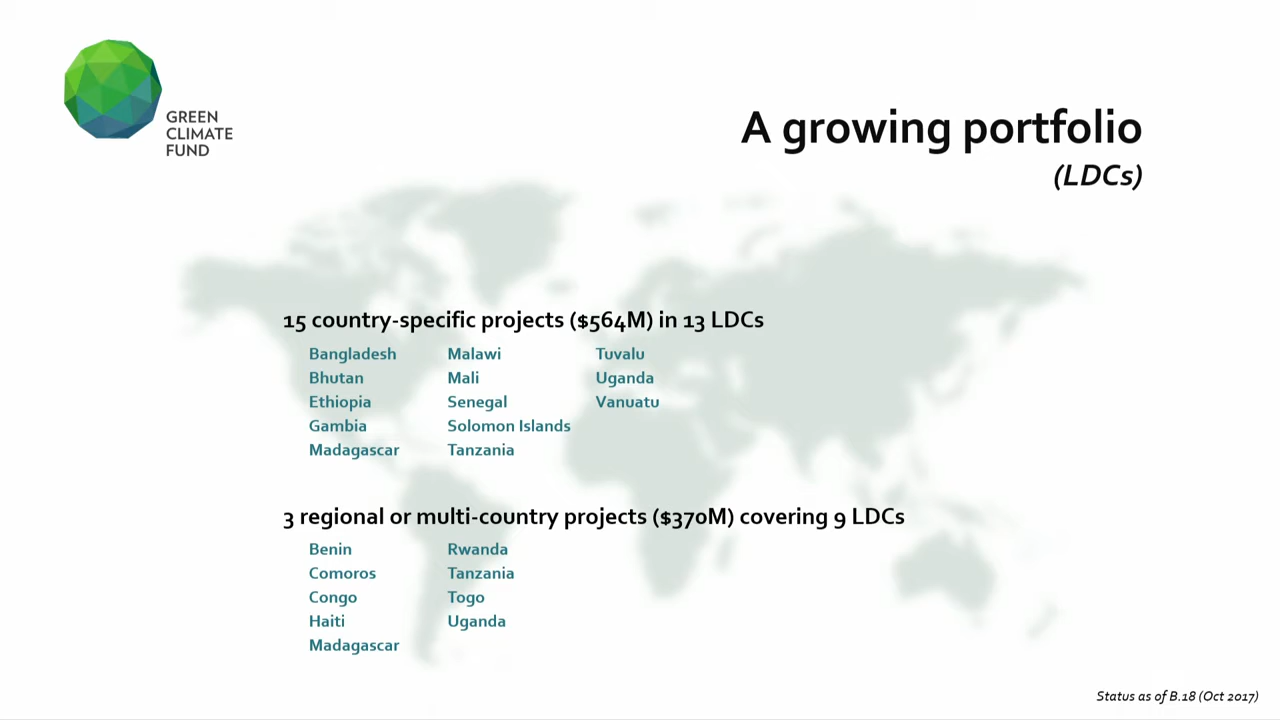 GREEN
CLIMATE
FUND
A growing portfolio
(LDCs)
15 country-specific projects ($564M) in 13 LDCs
Bangladesh
Bhutan
Ethiopia
Gambia
Madagascar
Malawi
Mali
Senegal
Solomon Islands
Tanzania
Tuvalu
Uganda
Vanuatu
3 regional or multi-country projects ($370M) covering 9 LDCs
Benin
Comoros
Congo
Haiti
Madagascar
Rwanda
Tanzania
Togo
Uganda
Status as of B.18 (Oct 2017)